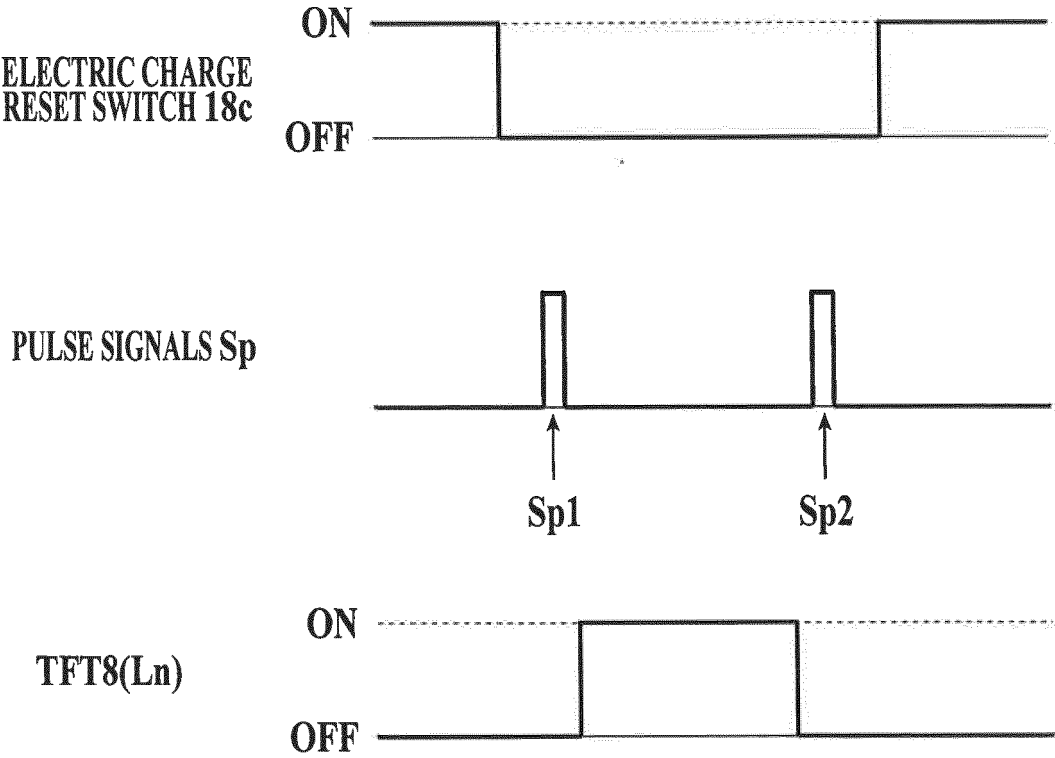 ON
ELECTRIC CHARGE
RESET SWITCH 18c
OFF
PULSE SIGNALS Sp
Sp1
Sp2
ON
TFT8(Ln)
OFF